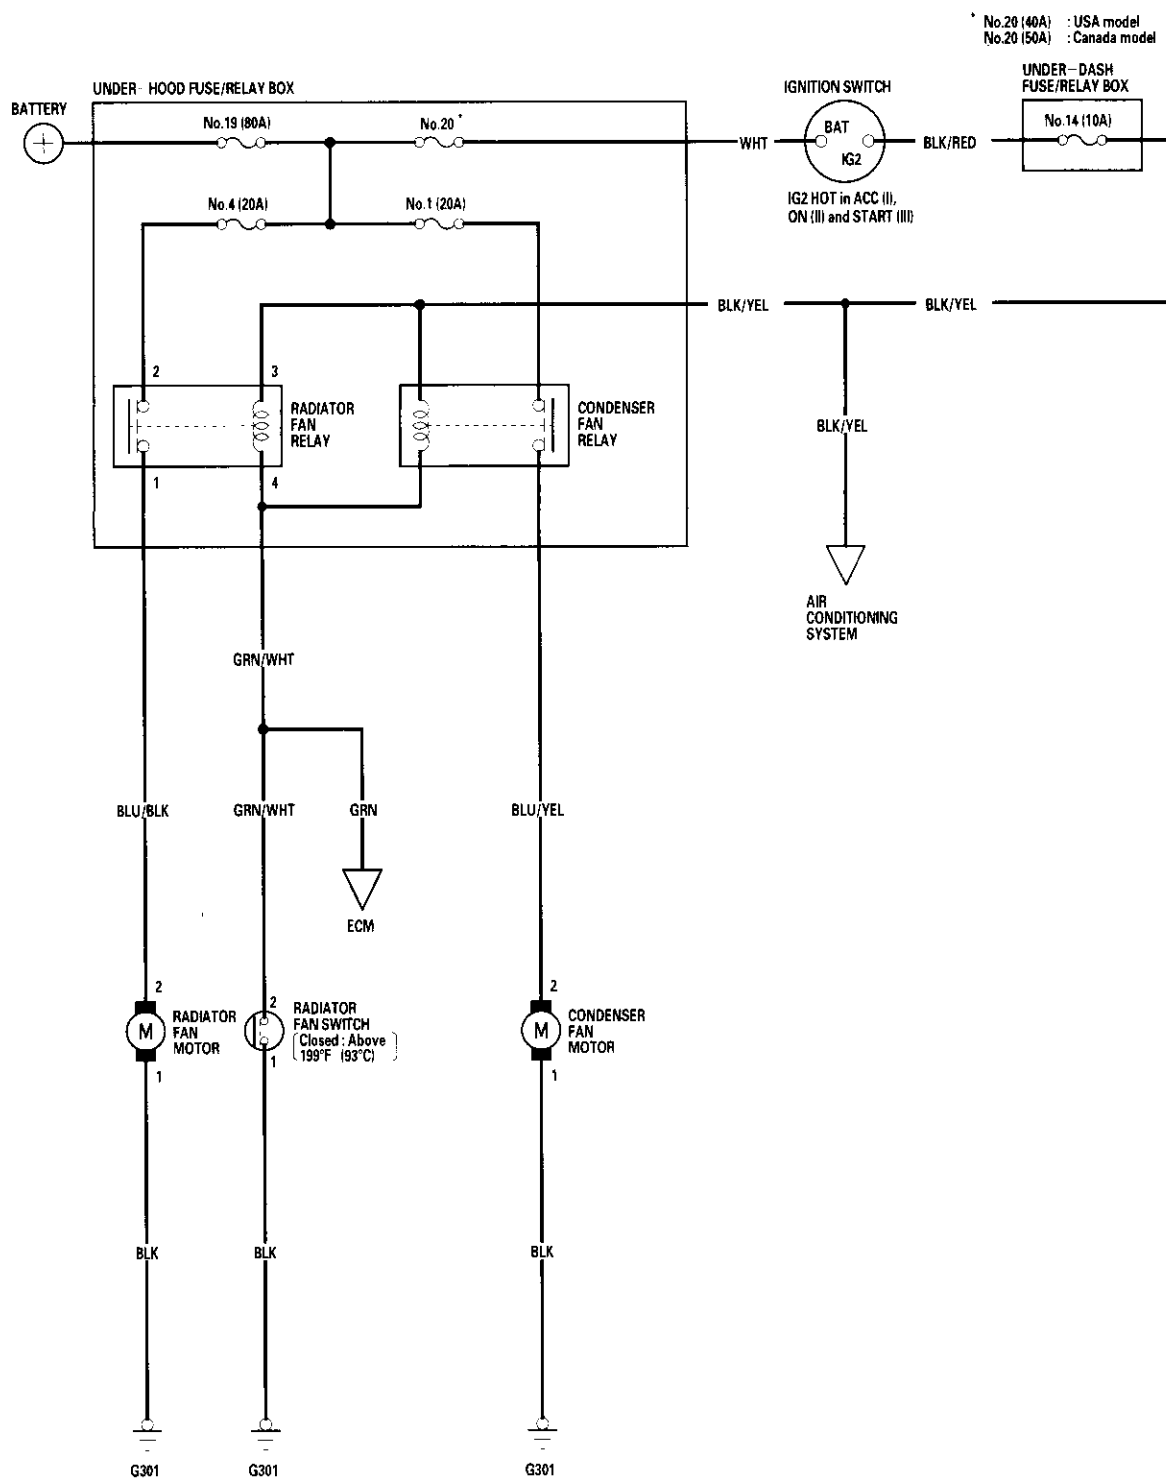 * No.20 (40A) : USA model
No.20 (50A) : Canada model
UNDER-DASH
FUSE/RELAY BOX
UNDER-HOOD FUSE/RELAY BOX
IGNITION SWITCH
BATTERY
No.19 (80A)
No.20 *
No.14 (10A)
BAT
WHT
BLK/RED
IG2
No.4 (20A)
No.1 (20A)
IG2 HOT in ACC (I),
ON (II) and START (III)
BLK/YEL
BLK/YEL
2
3
RADIATOR
FAN
RELAY
CONDENSER
FAN
RELAY
BLK/YEL
1
4
AIR
CONDITIONING
SYSTEM
GRN/WHT
BLU/BLK
GRN/WHT
GRN
BLU/YEL
ECM
2
M
RADIATOR
FAN
MOTOR
1
2
RADIATOR
FAN SWITCH
Closed : Above
199°F (93°C)
1
2
M
CONDENSER
FAN
MOTOR
1
BLK
BLK
BLK
G301
G301
G301